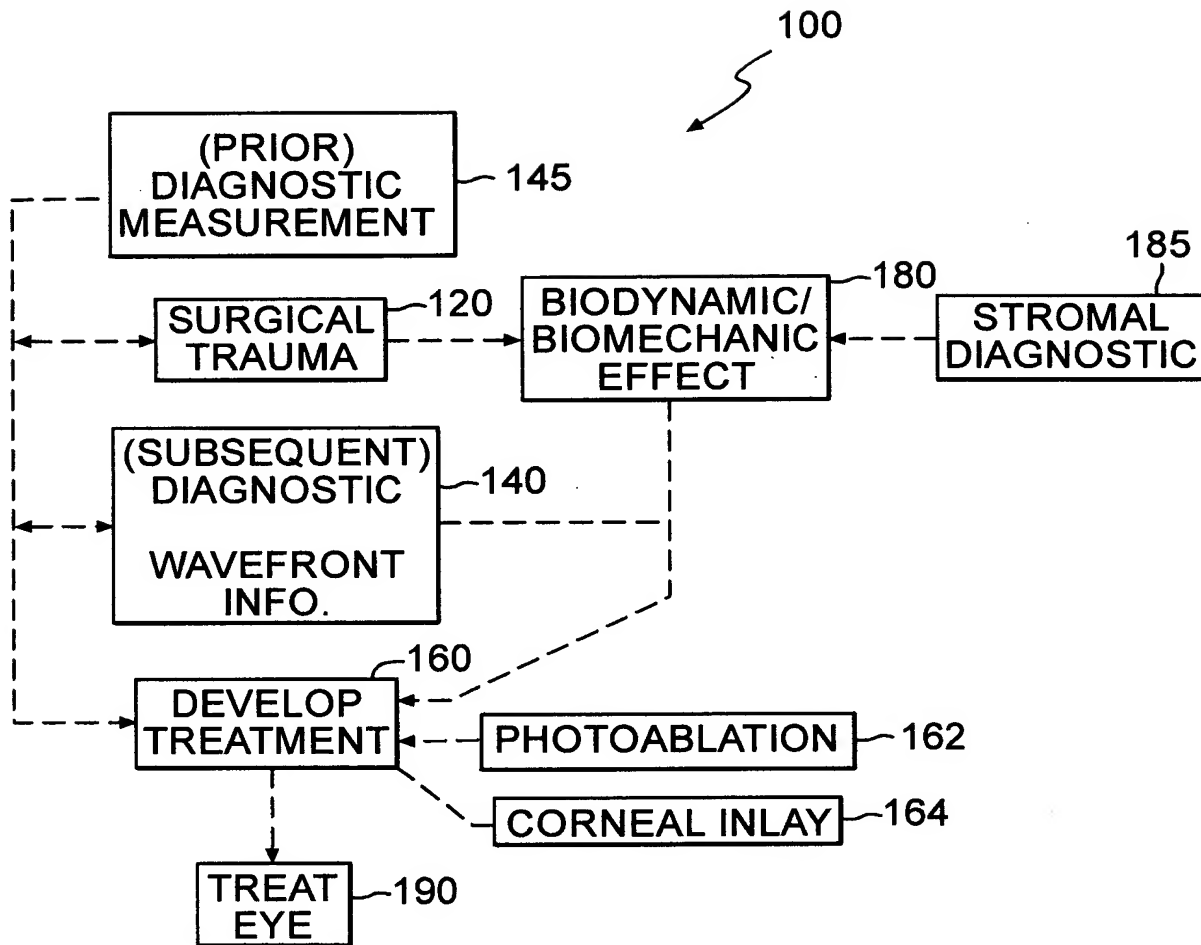 100
(PRIOR)
DIAGNOSTIC
MEASUREMENT
145
SURGICAL
TRAUMA
120
BIODYNAMIC/
BIOMECHANIC
EFFECT
180
STROMAL
DIAGNOSTIC
185
(SUBSEQUENT)
DIAGNOSTIC
WAVEFRONT
INFO.
140
DEVELOP
TREATMENT
160
PHOTOABLATION
162
CORNEAL INLAY
164
TREAT
EYE
190